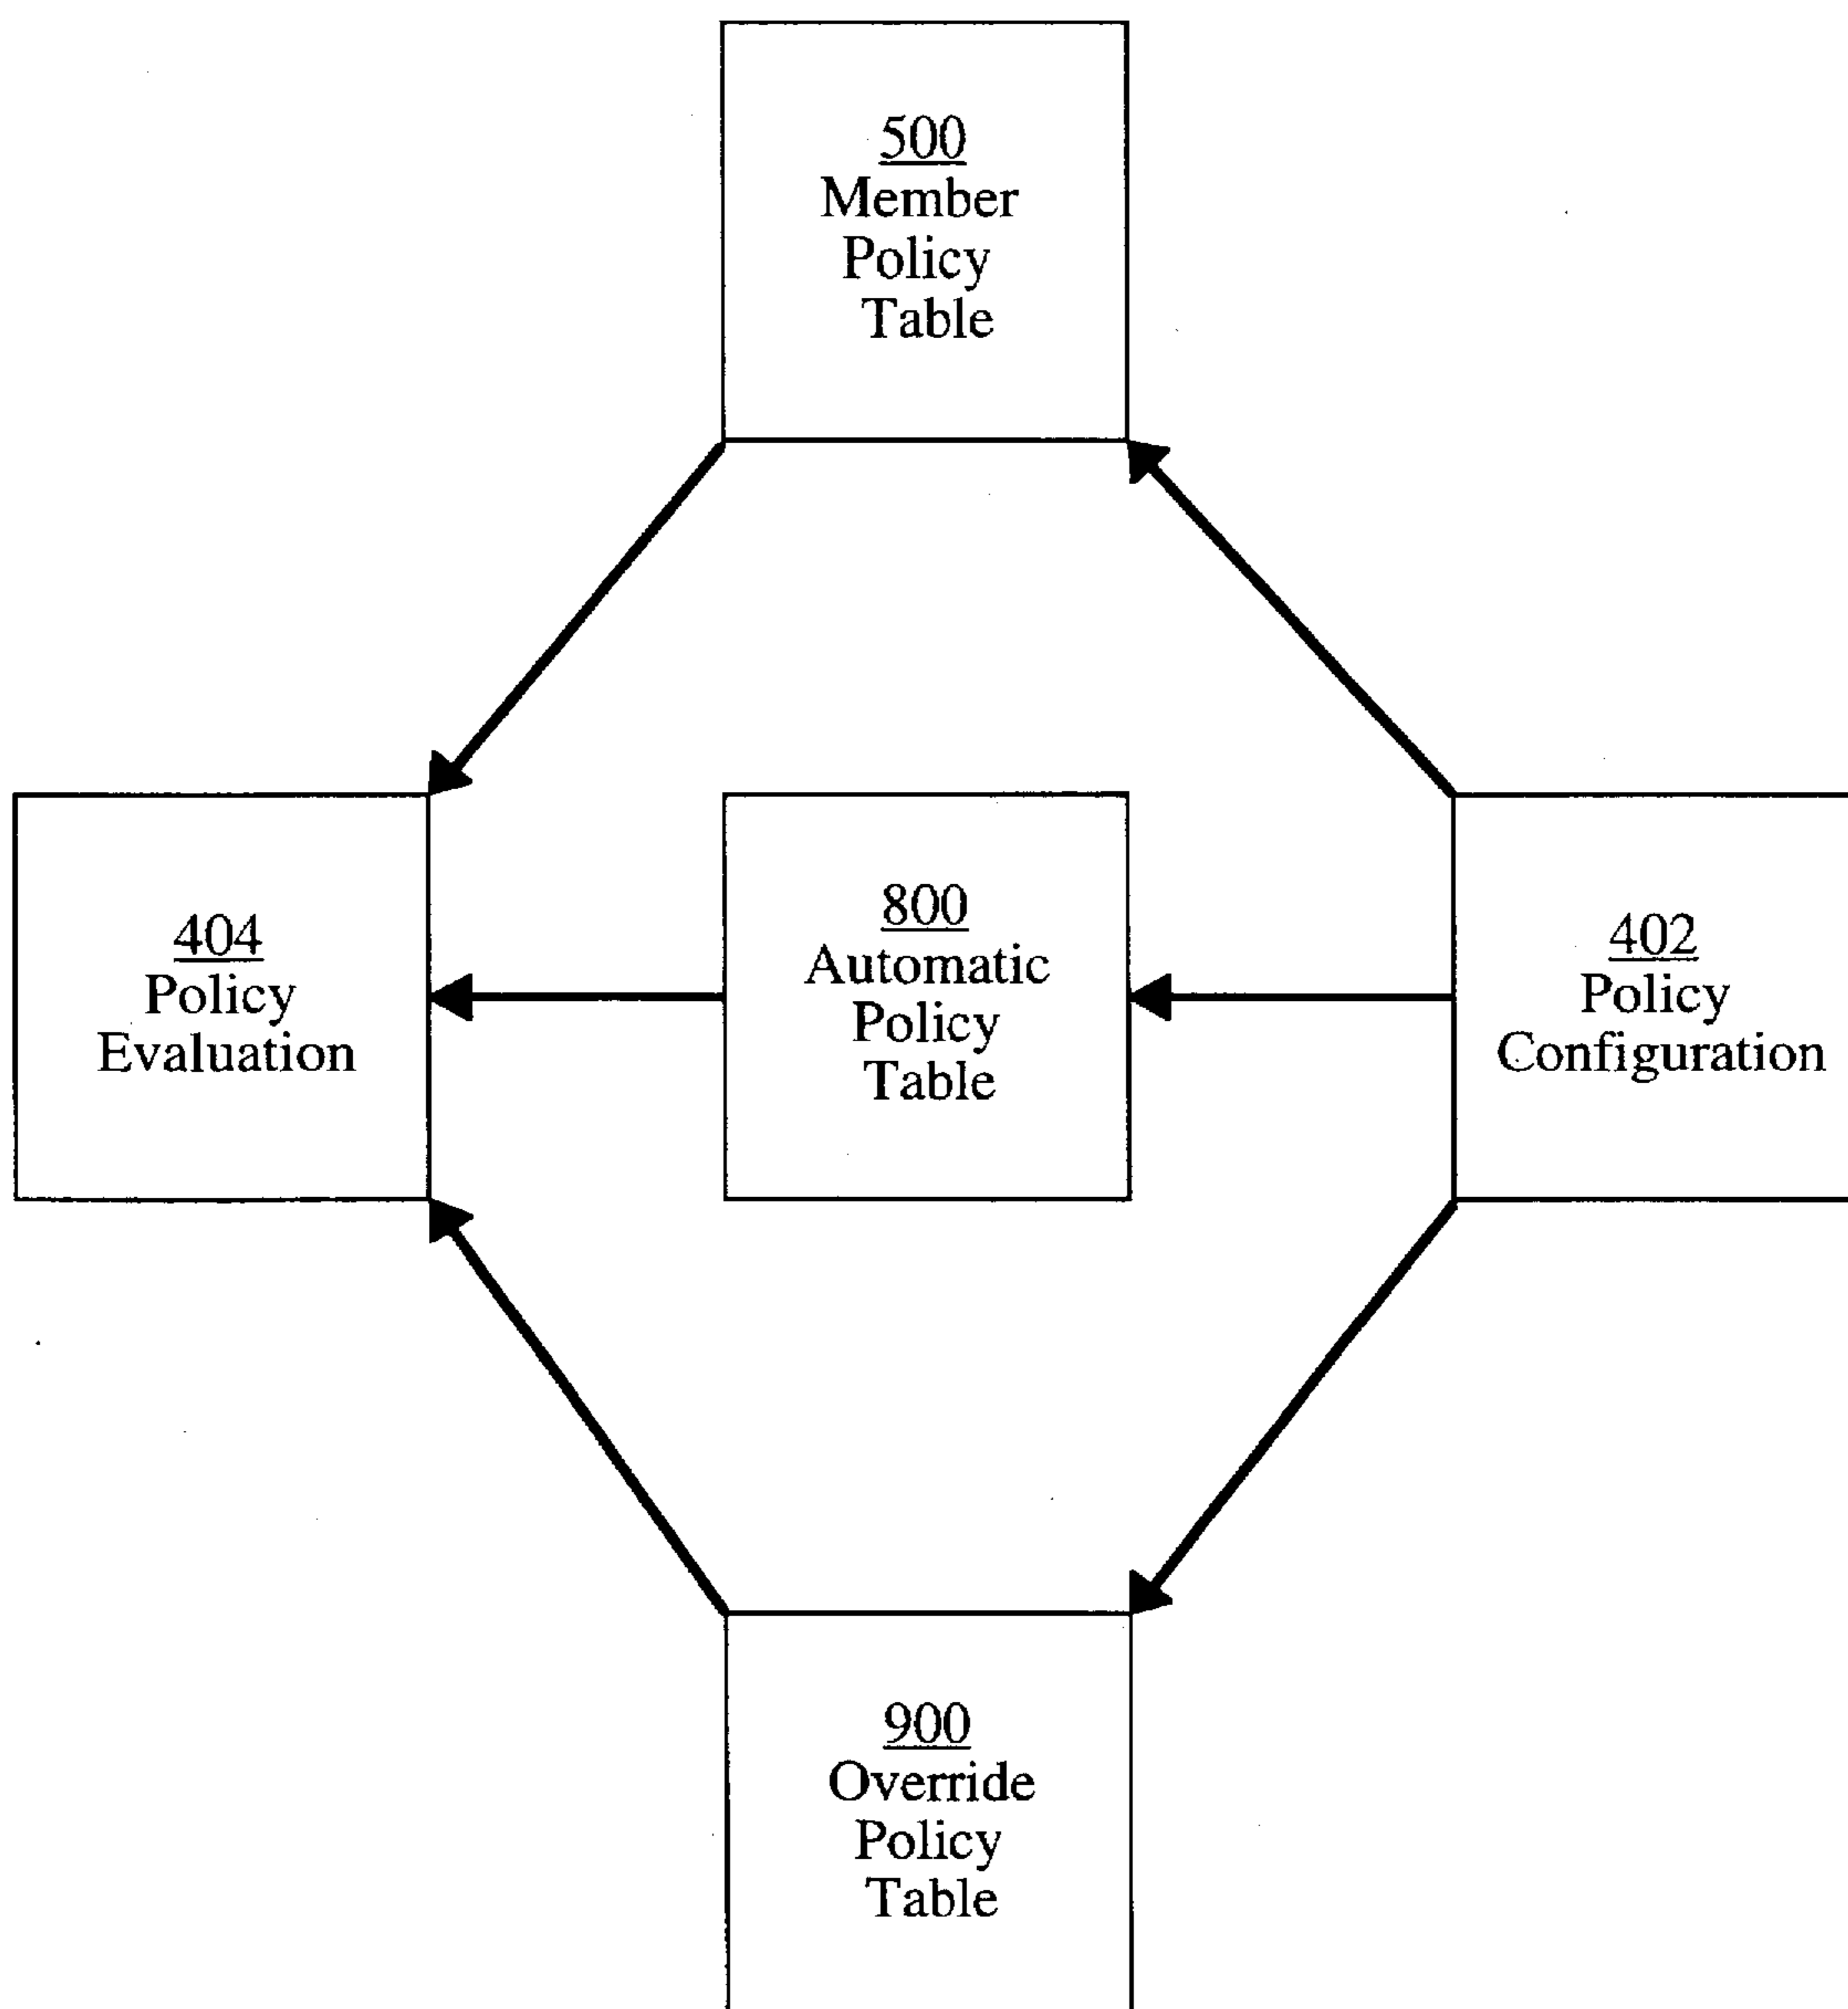 500
Member
Policy
Table
404
Policy
Evaluation
800
Automatic
Policy
Table
402
Policy
Configuration
900
Override
Policy
Table